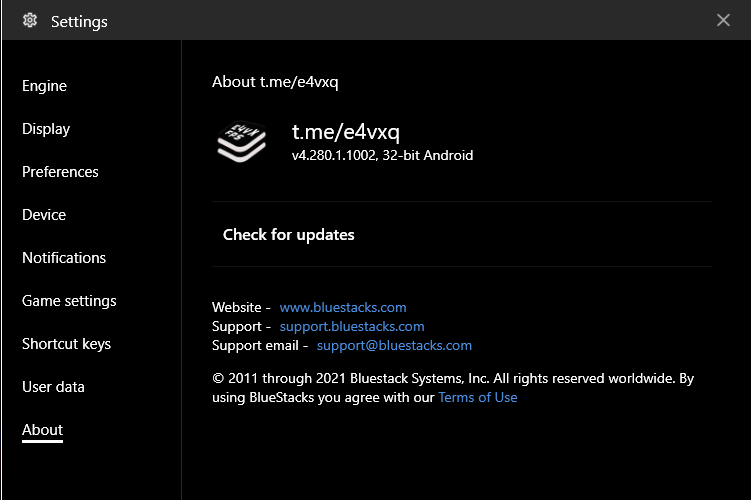 Settings
Engine
Display
Preferences
Device
Notifications
Game settings
Shortcut keys
User data
About
About t.me/e4vxq
E4VX
FPS
t.me/e4vxq
v4.280.1.1002, 32-bit Android
Check for updates
Website - www.bluestacks.com
Support - support.bluestacks.com
Support email - support@bluestacks.com
© 2011 through 2021 Bluestack Systems, Inc. All rights reserved worldwide. By
using BlueStacks you agree with our Terms of Use